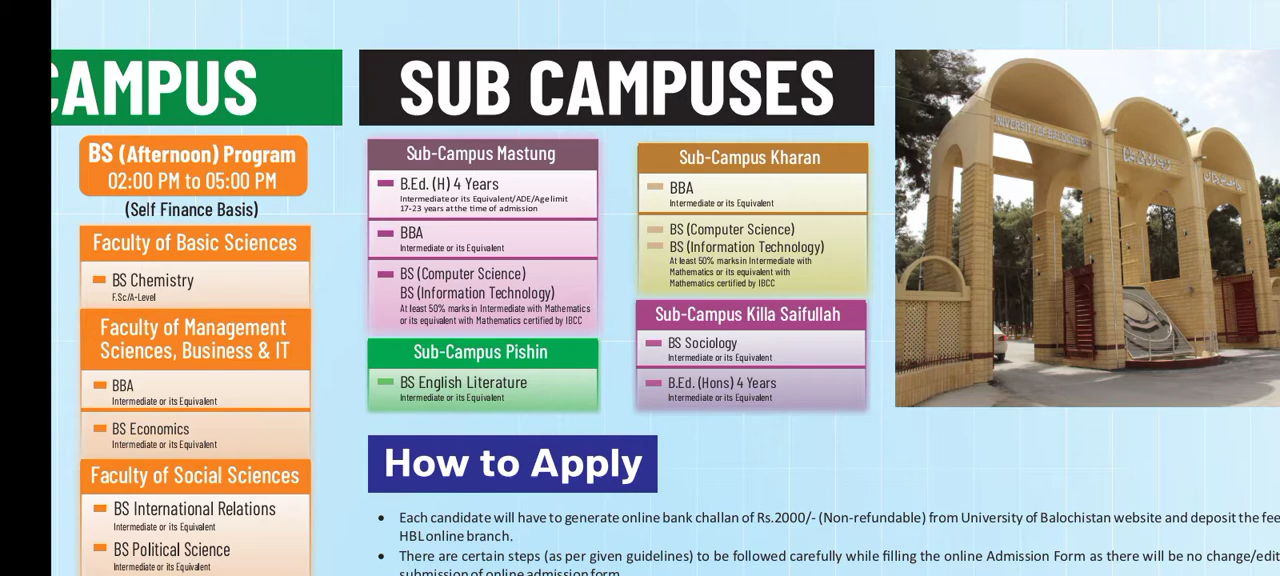 CAMPUS
BS (Afternoon) Program
02:00 PM to 05:00 PM
(Self Finance Basis)
Faculty of Basic Sciences
BS Chemistry
F.Sc/A-Level
Faculty of Management
Sciences, Business & IT
BBA
Intermediate or its Equivalent
BS Economics
Intermediate or its Equivalent
Faculty of Social Sciences
BS International Relations
Intermediate or its Equivalent
BS Political Science
Intermediate or its Equivalent
SUB CAMPUSES
Sub-Campus Mastung
B.Ed. (H) 4 Years
Intermediate or its Equivalent/ADE/Age limit
17-23 years at the time of admission
BBA
Intermediate or its Equivalent
BS (Computer Science)
BS (Information Technology)
At least 50% marks in Intermediate with Mathematics
or its equivalent with Mathematics certified by IBCC
Sub-Campus Pishin
BS English Literature
Intermediate or its Equivalent
Sub-Campus Kharan
BBA
Intermediate or its Equivalent
BS (Computer Science)
BS (Information Technology)
At least 50% marks in Intermediate with
Mathematics or its equivalent with
Mathematics certified by IBCC
Sub-Campus Killa Saifullah
BS Sociology
Intermediate or its Equivalent
B.Ed. (Hons) 4 Years
Intermediate or its Equivalent
How to Apply
• Each candidate will have to generate online bank challan of Rs.2000/- (Non-refundable) from University of Balochistan website and deposit the fee
HBL online branch.
• There are certain steps (as per given guidelines) to be followed carefully while filling the online Admission Form as there will be no change/edit
submission of online admission form.
UNIVERSITY OF BALOCHISTAN